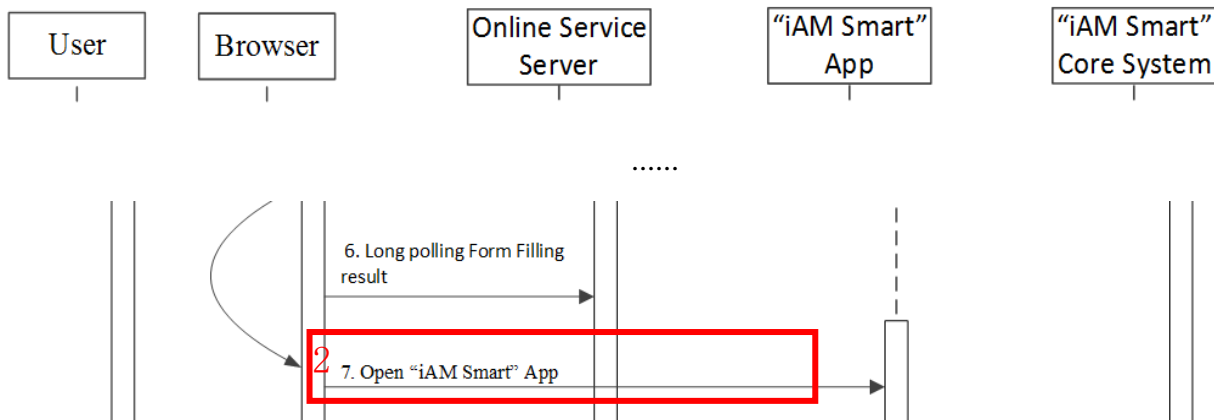 User
Browser
Online Service
Server
“iAM Smart”
App
“iAM Smart”
Core System
......
6. Long polling Form Filling
result
2
7. Open “iAM Smart” App